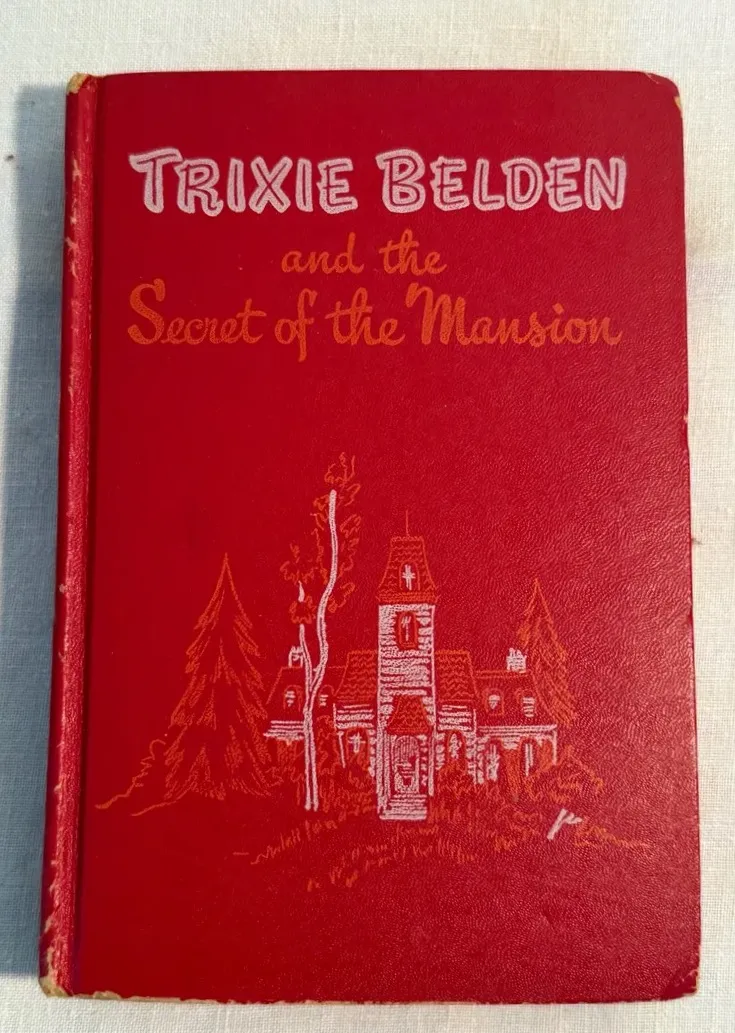 TRIXIE BELDEN
and the
Secret of the Mansion